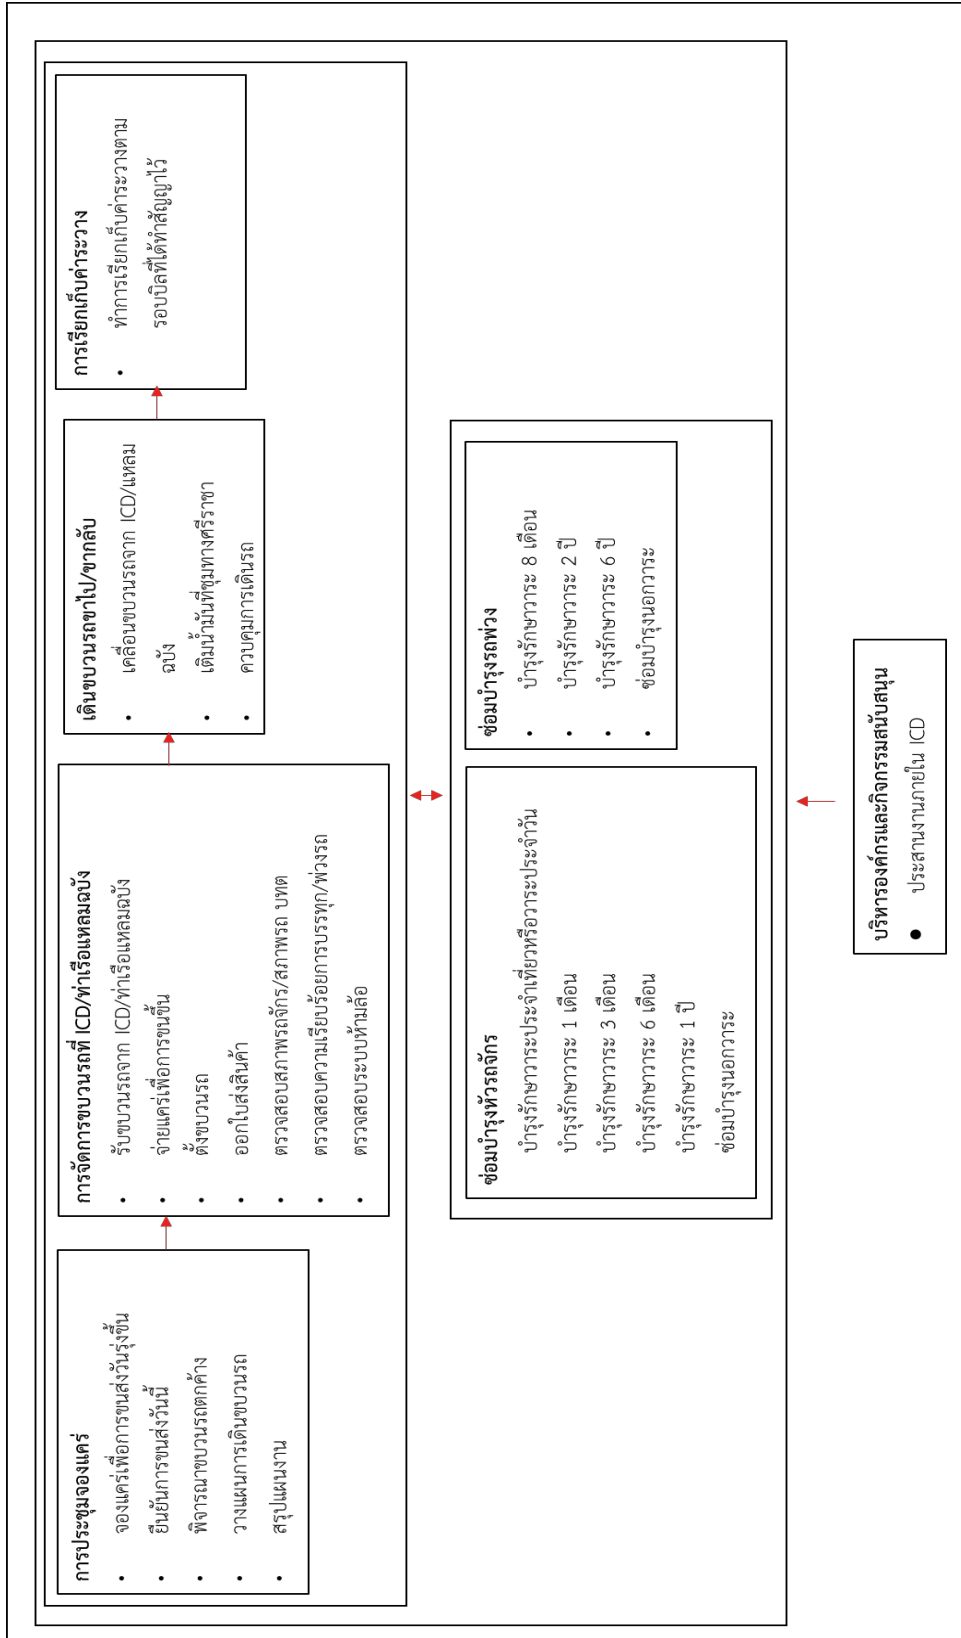 การประชุมจองแคร่
• จองแคร่เพื่อการขนส่งวันรุ่งขึ้น
• ยืนยันการขนส่งวันนี้
• พิจารณาขบวนรถตกค้าง
• วางแผนการเดินขบวนรถ
• สรุปแผนงาน
การจัดการขบวนรถที่ ICD/ท่าเรือแหลมฉบัง
• รับขบวนรถจาก ICD/ท่าเรือแหลมฉบัง
• จ่ายแคร่เพื่อการขนขึ้น
• ตั้งขบวนรถ
• ออกใบส่งสินค้า
• ตรวจสอบสภาพรถจักร/สภาพรถ บทต
• ตรวจสอบความเรียบร้อยการบรรทุก/พ่วงรถ
• ตรวจสอบระบบห้ามล้อ
เดินขบวนรถขาไป/ขากลับ
• เคลื่อนขบวนรถจาก ICD/แหลม
ฉบัง
• เติมน้ำมันที่ชุมทางศรีราชา
• ควบคุมการเดินรถ
การเรียกเก็บค่าระวาง
• ทำการเรียกเก็บค่าระวางตาม
รอบบิลที่ได้ทำสัญญาไว้
ซ่อมบำรุงหัวรถจักร
บำรุงรักษาวาระประจำเที่ยวหรือวาระประจำวัน
บำรุงรักษาวาระ 1 เดือน
บำรุงรักษาวาระ 3 เดือน
บำรุงรักษาวาระ 6 เดือน
บำรุงรักษาวาระ 1 ปี
ซ่อมบำรุงนอกวาระ
ซ่อมบำรุงรถพ่วง
• บำรุงรักษาวาระ 8 เดือน
• บำรุงรักษาวาระ 2 ปี
• บำรุงรักษาวาระ 6 ปี
• ซ่อมบำรุงนอกวาระ
บริหารองค์กรและกิจกรรมสนับสนุน
• ประสานงานภายใน ICD